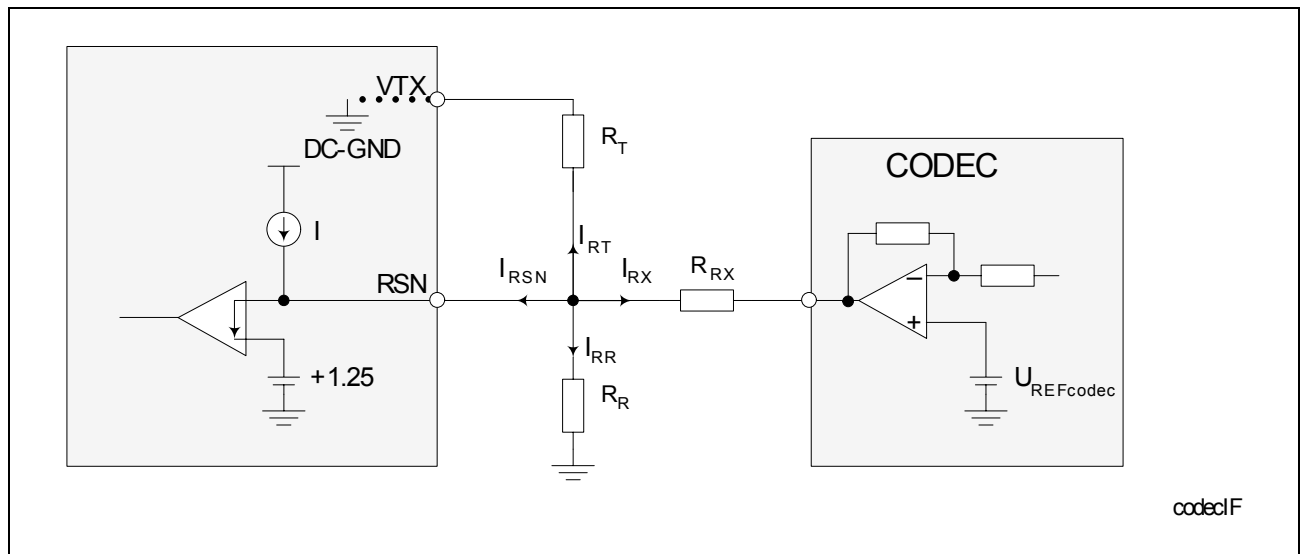 VTX
DC-GND
I
RSN
+1.25
R_T
I_RT
I_RSN
I_RX
R_RX
I_RR
R_R
CODEC
−
+
U_REFcodec
codecIF